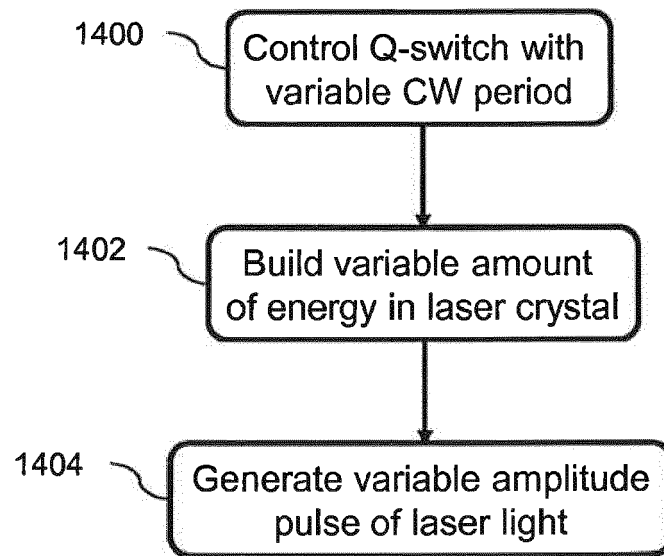 1400
Control Q-switch with
variable CW period
1402
Build variable amount
of energy in laser crystal
1404
Generate variable amplitude
pulse of laser light